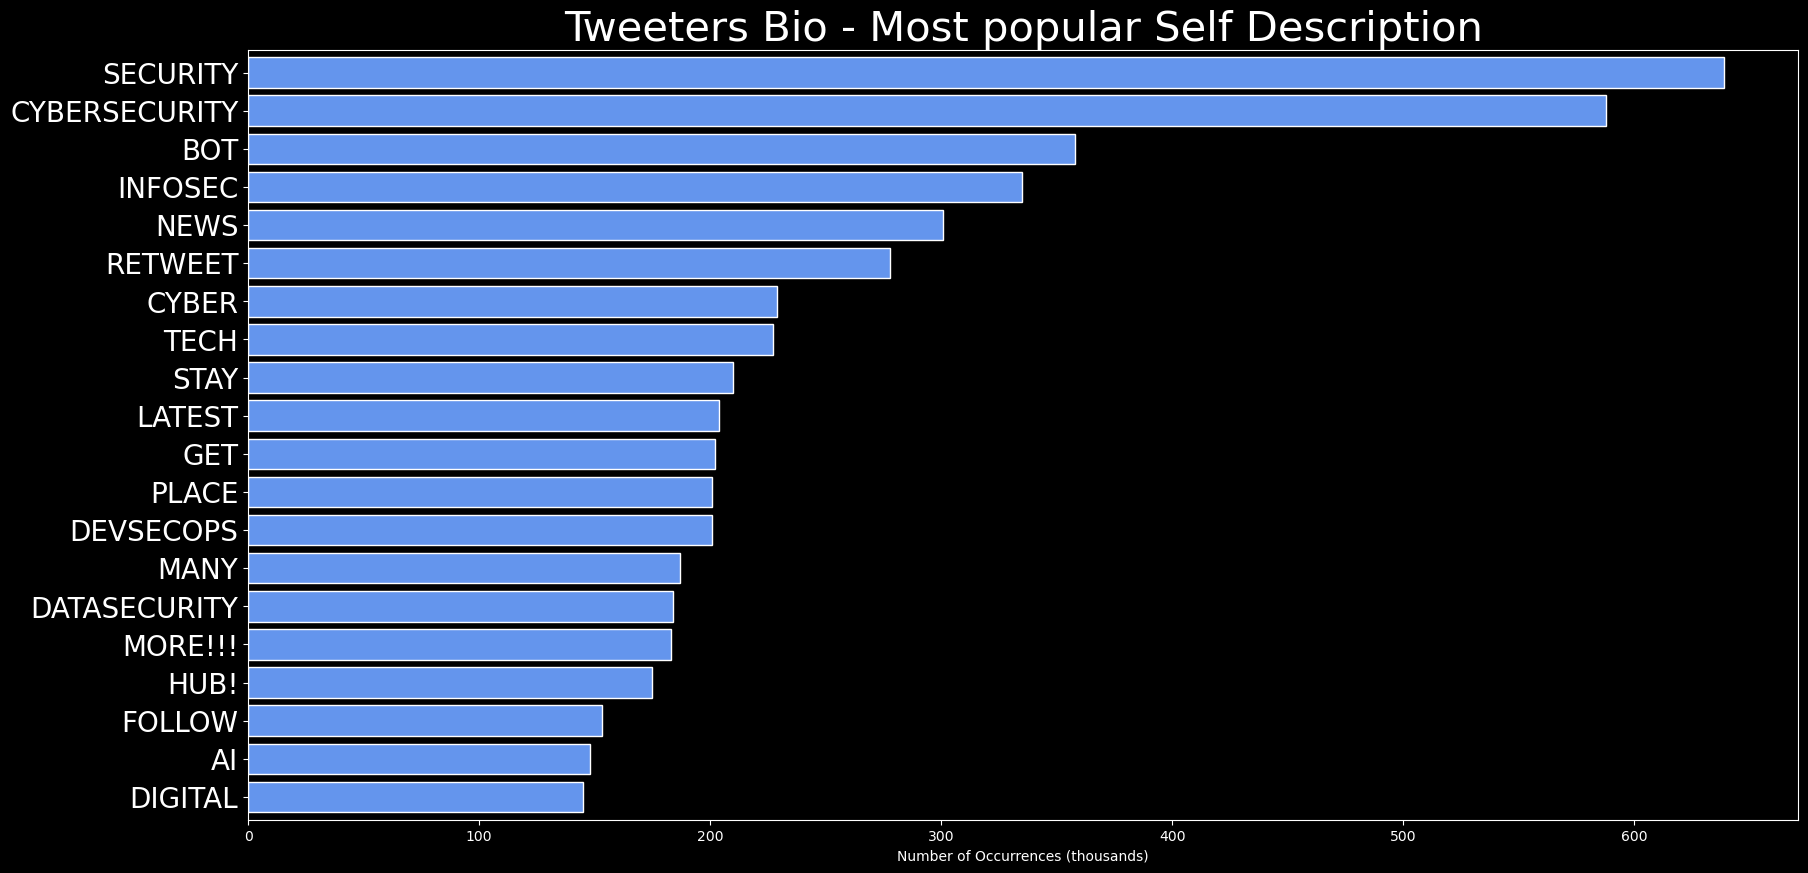 Tweeters Bio - Most popular Self Description
SECURITY
CYBERSECURITY
BOT
INFOSEC
NEWS
RETWEET
CYBER
TECH
STAY
LATEST
GET
PLACE
DEVSECOPS
MANY
DATASECURITY
MORE!!!
HUB!
FOLLOW
AI
DIGITAL
0 100 200 300 400 500 600
Number of Occurrences (thousands)